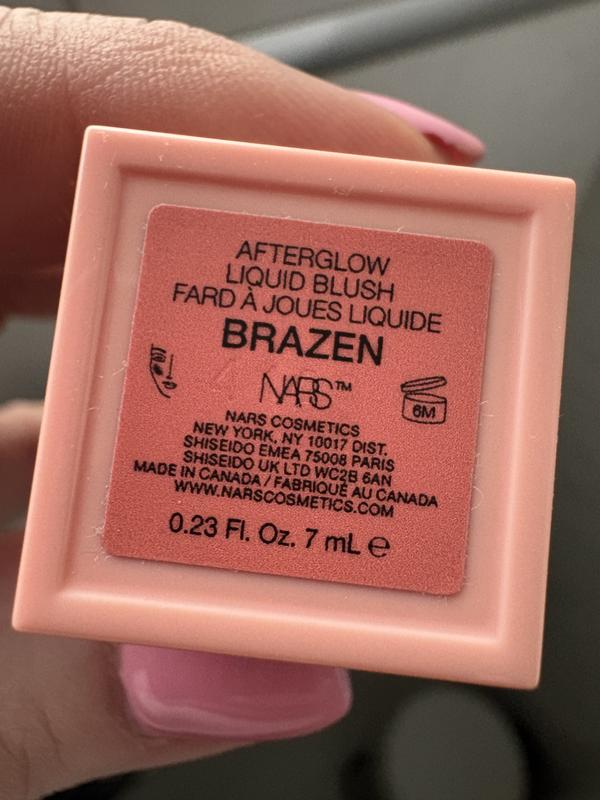 AFTERGLOW
LIQUID BLUSH
FARD À JOUES LIQUIDE
BRAZEN
NARS™
6M
NARS COSMETICS
NEW YORK, NY 10017 DIST.
SHISEIDO EMEA 75008 PARIS
SHISEIDO UK LTD WC2B 6AN
MADE IN CANADA / FABRIQUÉ AU CANADA
WWW.NARSCOSMETICS.COM
0.23 Fl. Oz. 7 mL ℮